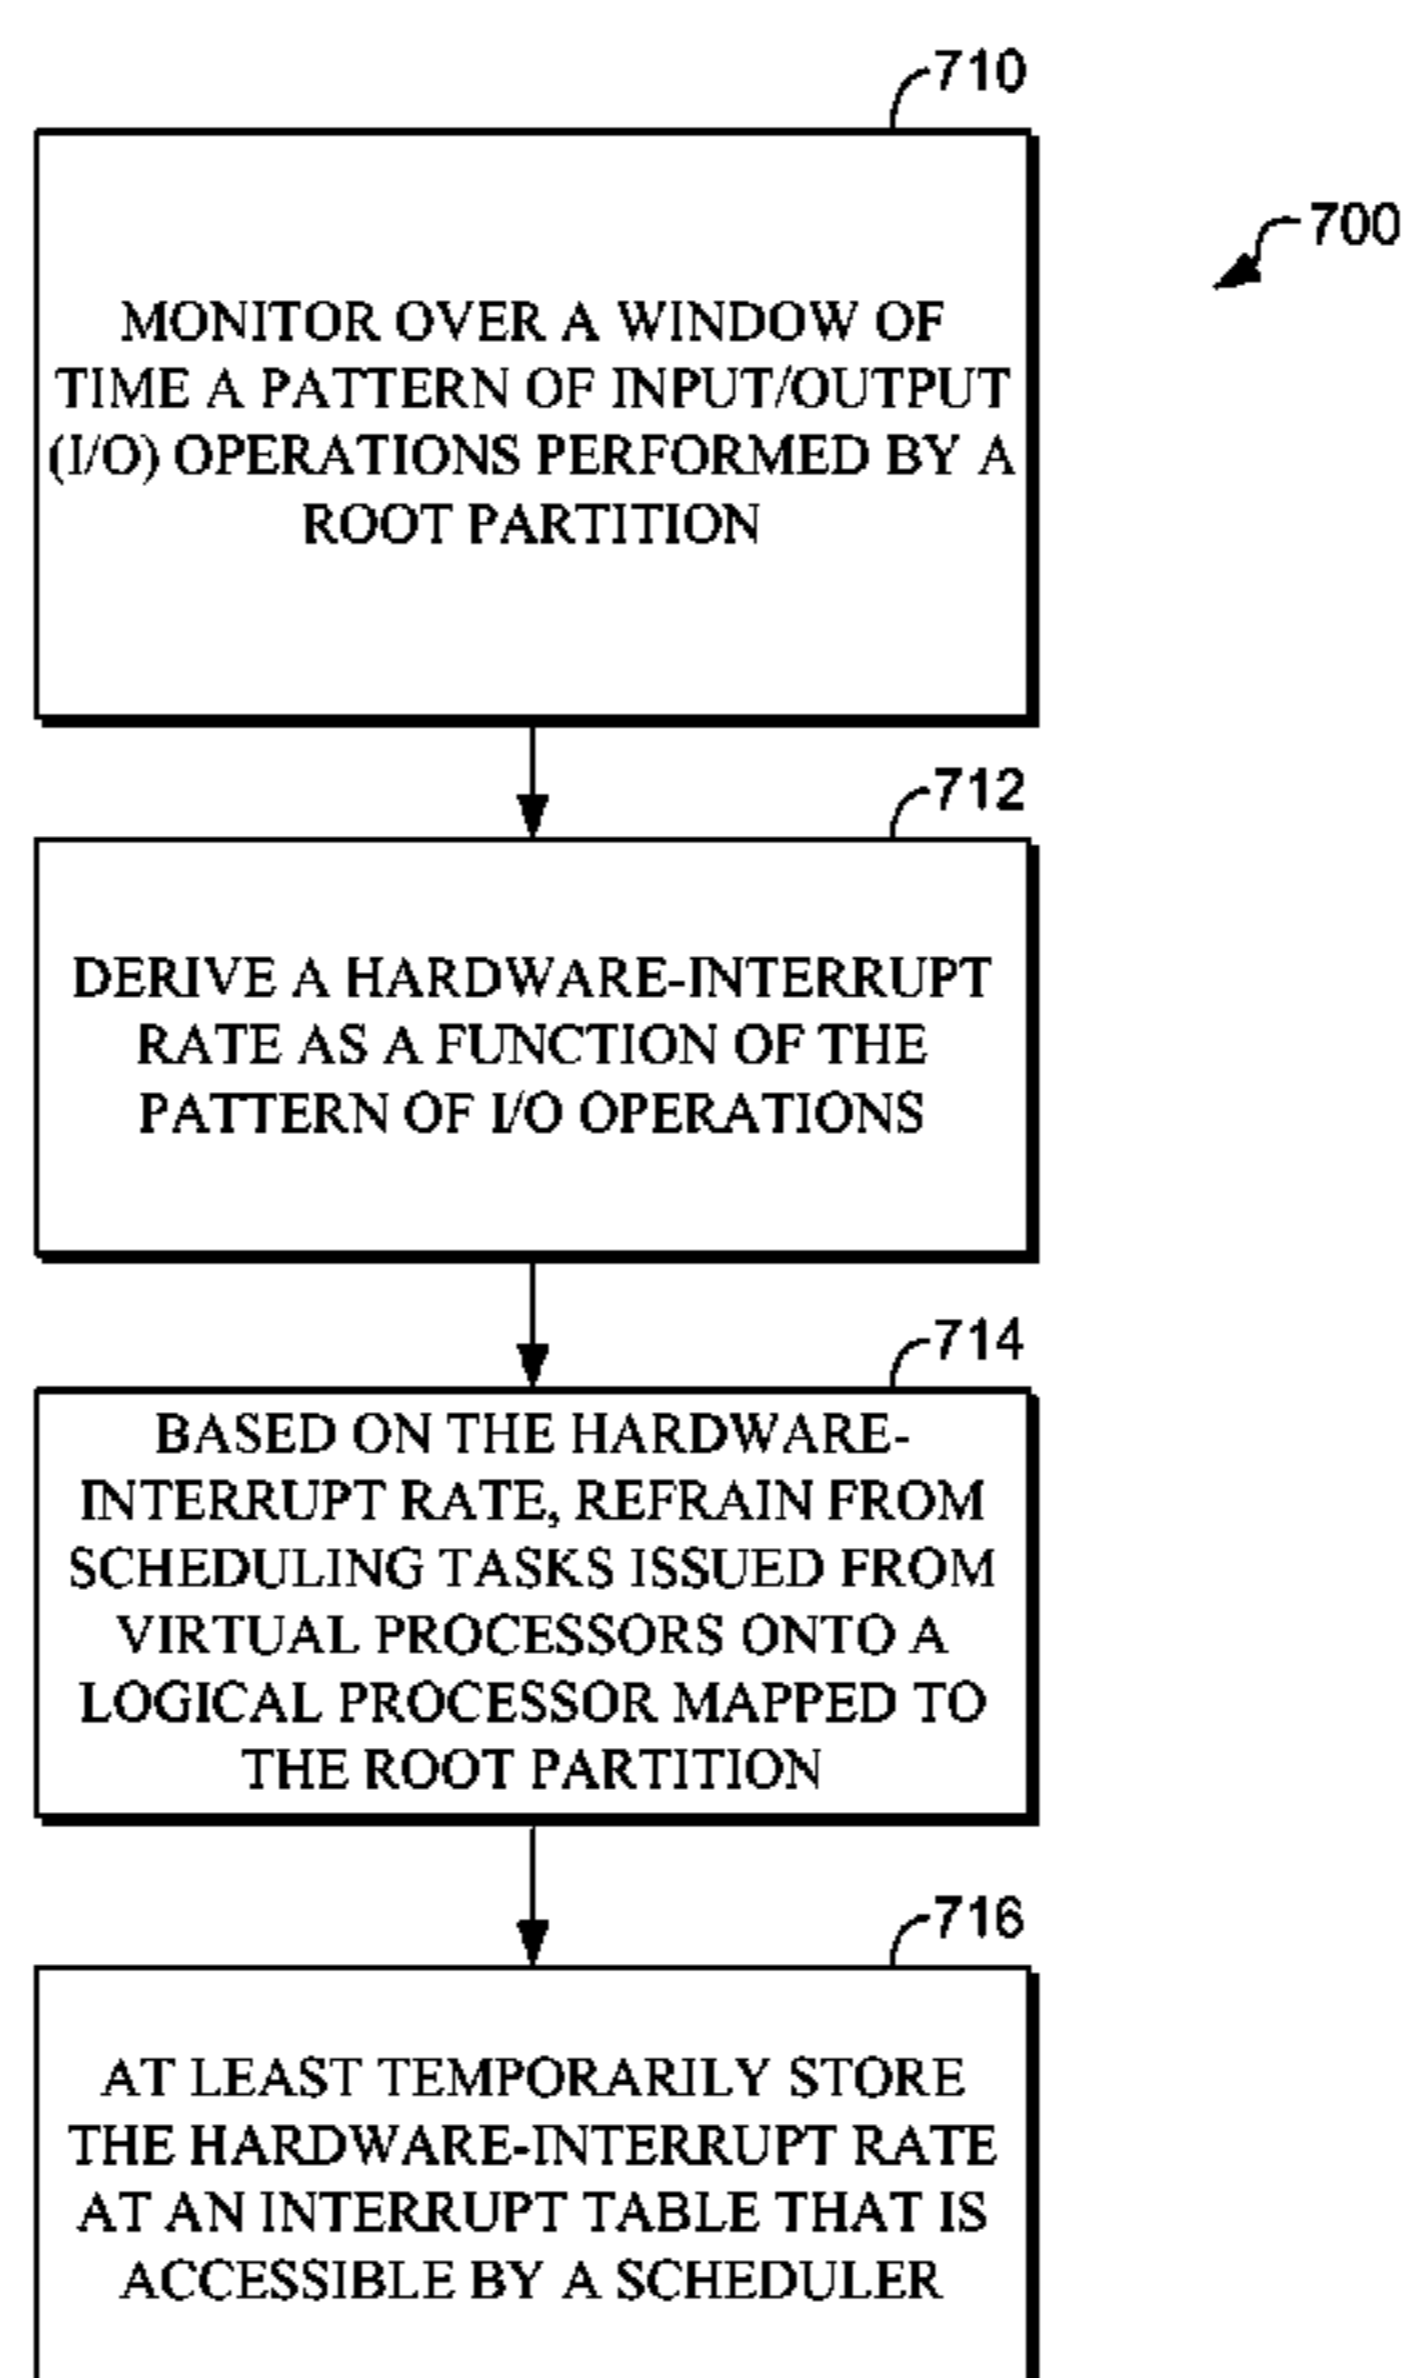 710
700
MONITOR OVER A WINDOW OF
TIME A PATTERN OF INPUT/OUTPUT
(I/O) OPERATIONS PERFORMED BY A
ROOT PARTITION
712
DERIVE A HARDWARE-INTERRUPT
RATE AS A FUNCTION OF THE
PATTERN OF I/O OPERATIONS
714
BASED ON THE HARDWARE-
INTERRUPT RATE, REFRAIN FROM
SCHEDULING TASKS ISSUED FROM
VIRTUAL PROCESSORS ONTO A
LOGICAL PROCESSOR MAPPED TO
THE ROOT PARTITION
716
AT LEAST TEMPORARILY STORE
THE HARDWARE-INTERRUPT RATE
AT AN INTERRUPT TABLE THAT IS
ACCESSIBLE BY A SCHEDULER